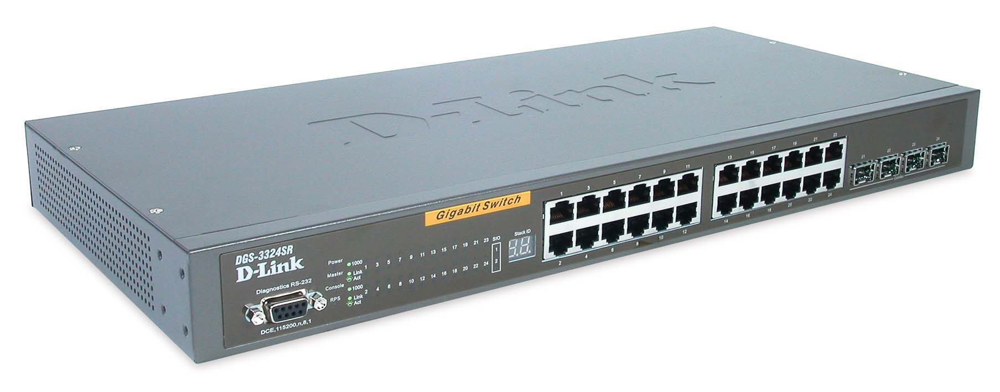 D-Link
Gigabit Switch
DGS-3324SR
D-Link
Diagnostics RS-232
DCE,115200,n,8,1
Power
Master
Console
RPS
1000
Link
Act
1000
Link
Act
1 3 5 7 9 11 13 15 17 19 21 23 SIO
1
2
2 4 6 8 10 12 14 16 18 20 22 24
Stack ID
1 3 5 7 9 11
2 4 6 8 10 12
13 15 17 19 21 23
14 16 18 20 22 24
21 22 23 24
Combo